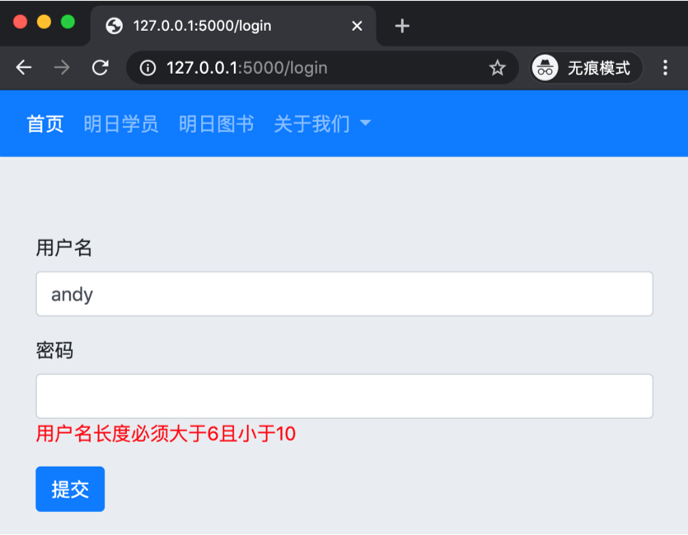 127.0.0.1:5000/login
127.0.0.1:5000/login 无痕模式
首页 明日学员 明日图书 关于我们
用户名
andy
密码
用户名长度必须大于6且小于10
提交